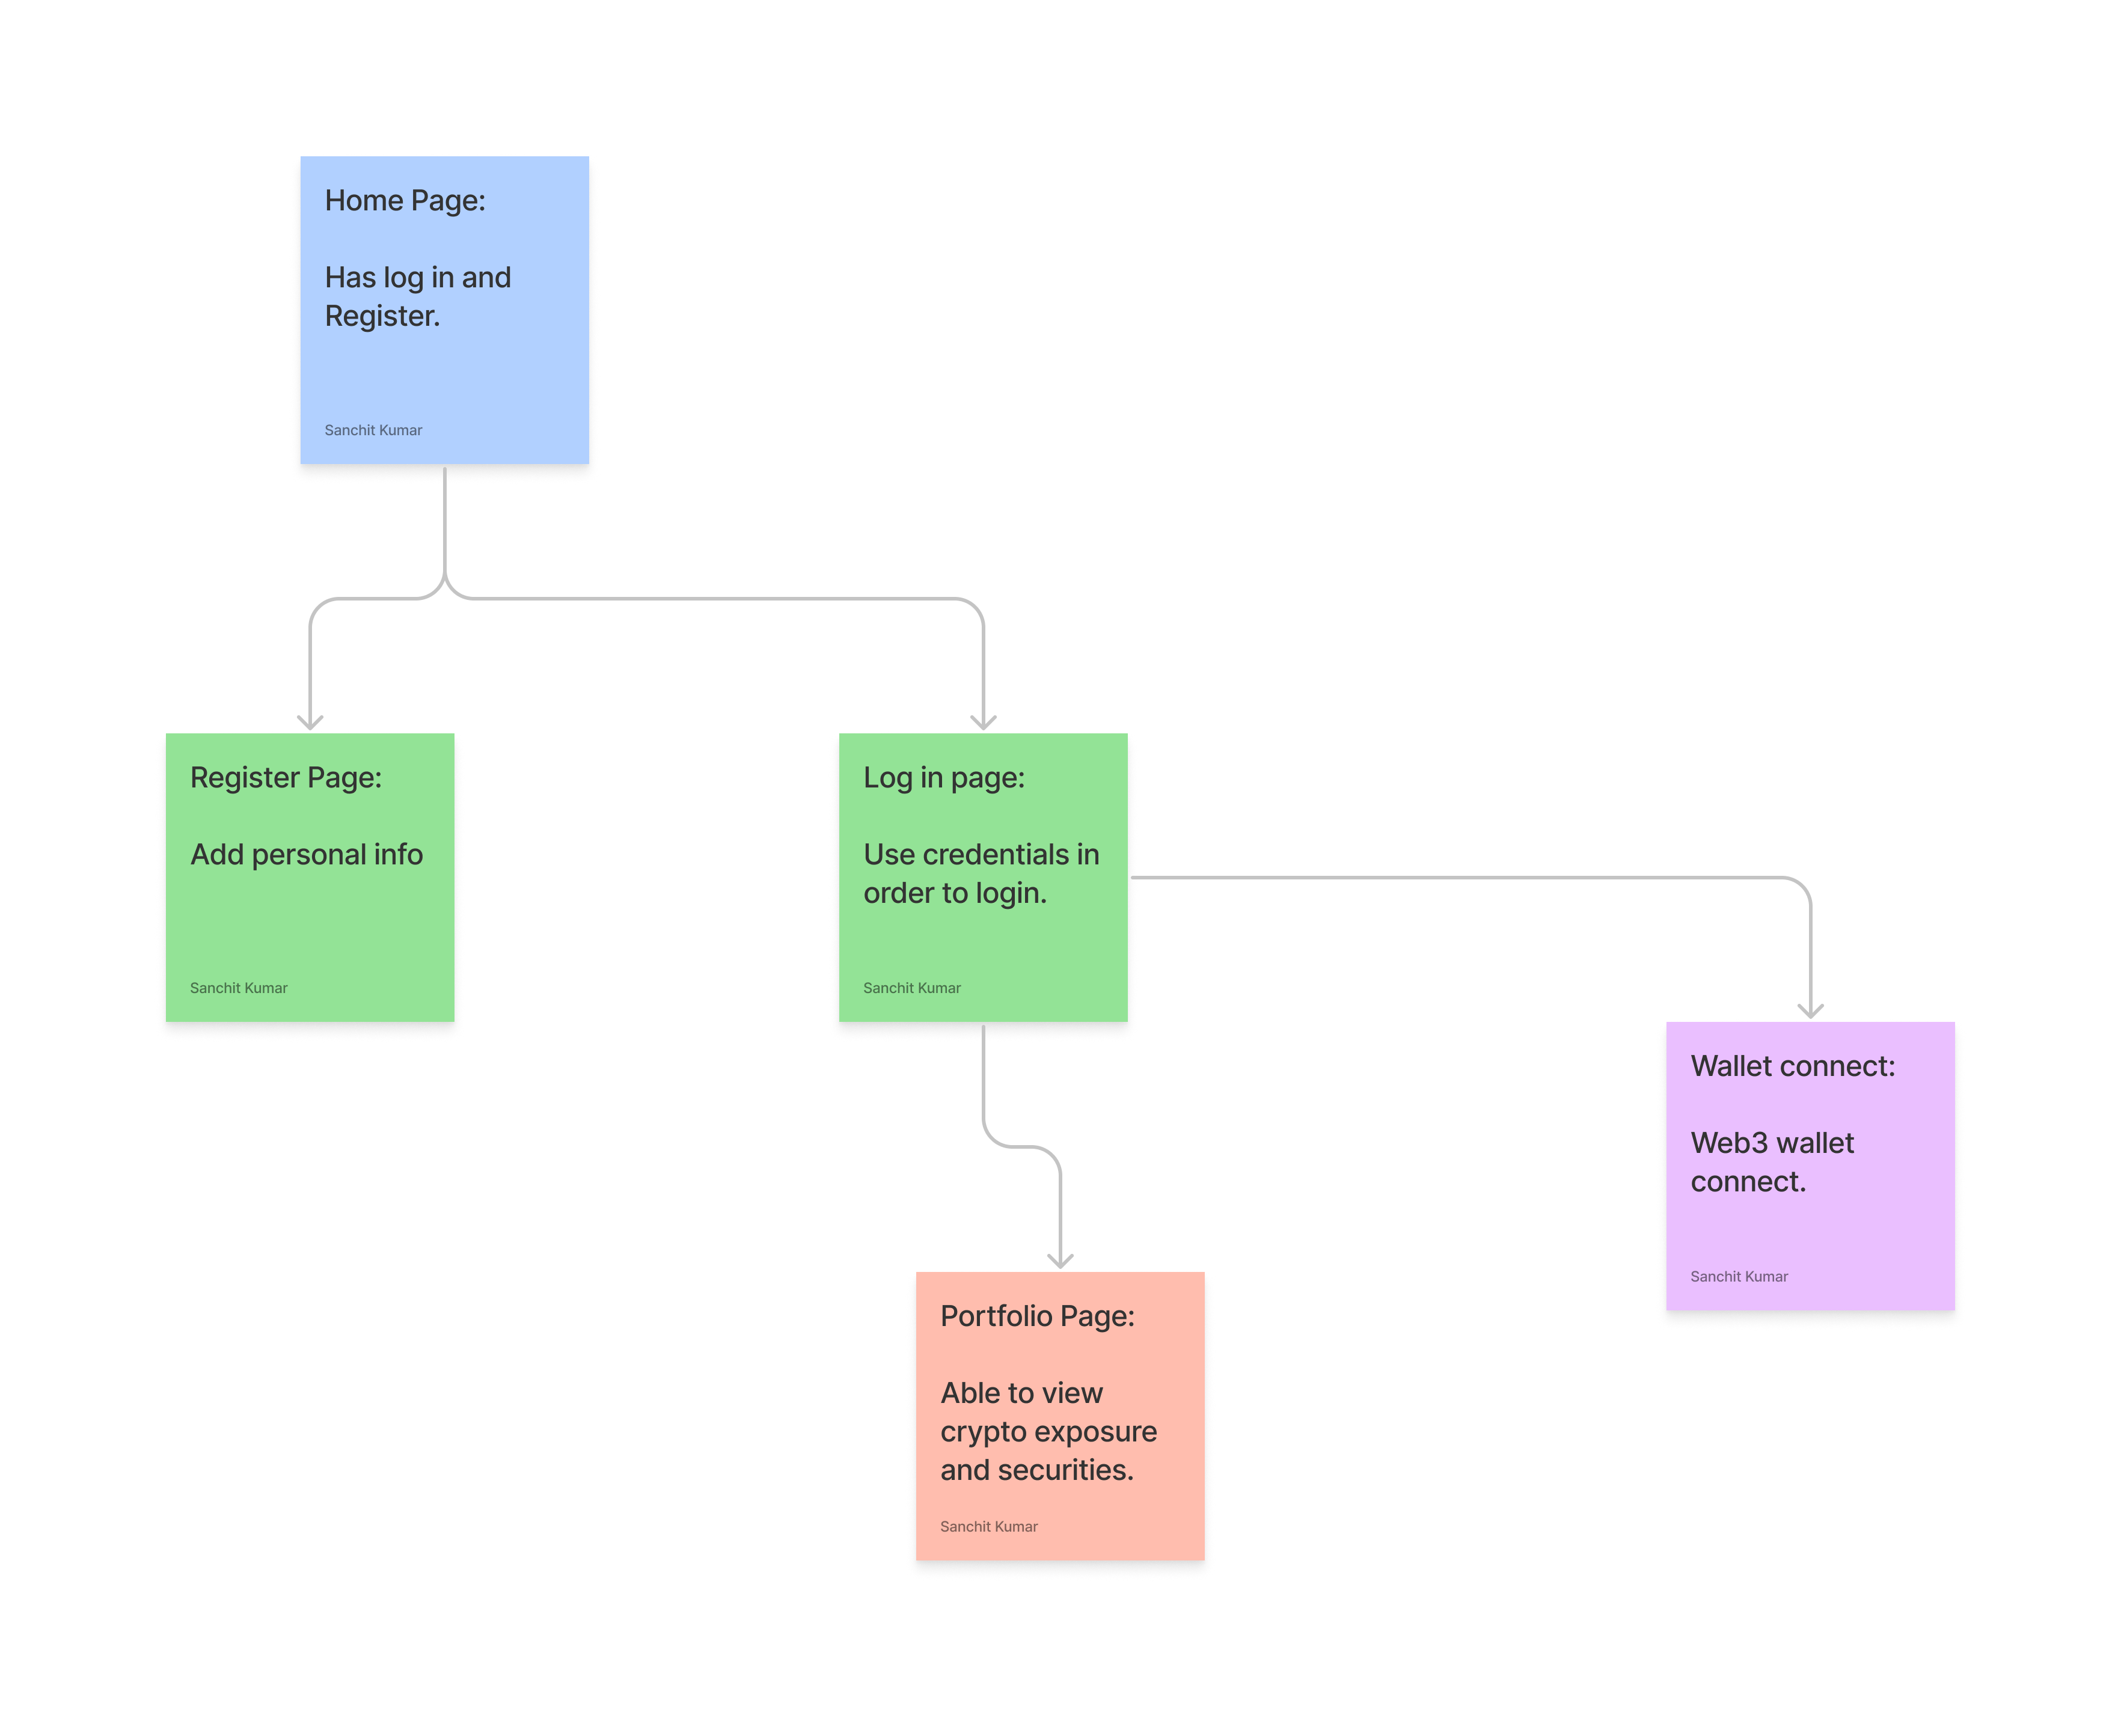 Home Page:
Has log in and
Register.
Sanchit Kumar
Register Page:
Add personal info
Sanchit Kumar
Log in page:
Use credentials in
order to login.
Sanchit Kumar
Wallet connect:
Web3 wallet
connect.
Sanchit Kumar
Portfolio Page:
Able to view
crypto exposure
and securities.
Sanchit Kumar